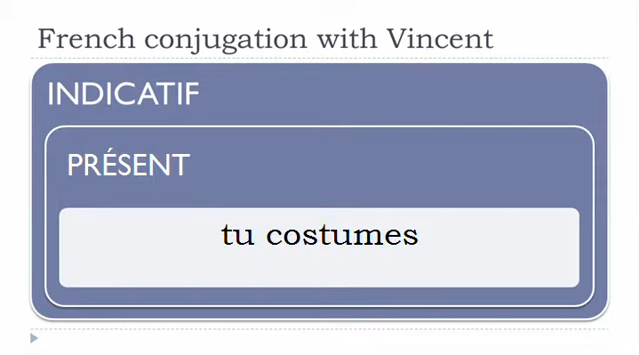 French conjugation with Vincent
INDICATIF
PRÉSENT
tu costumes